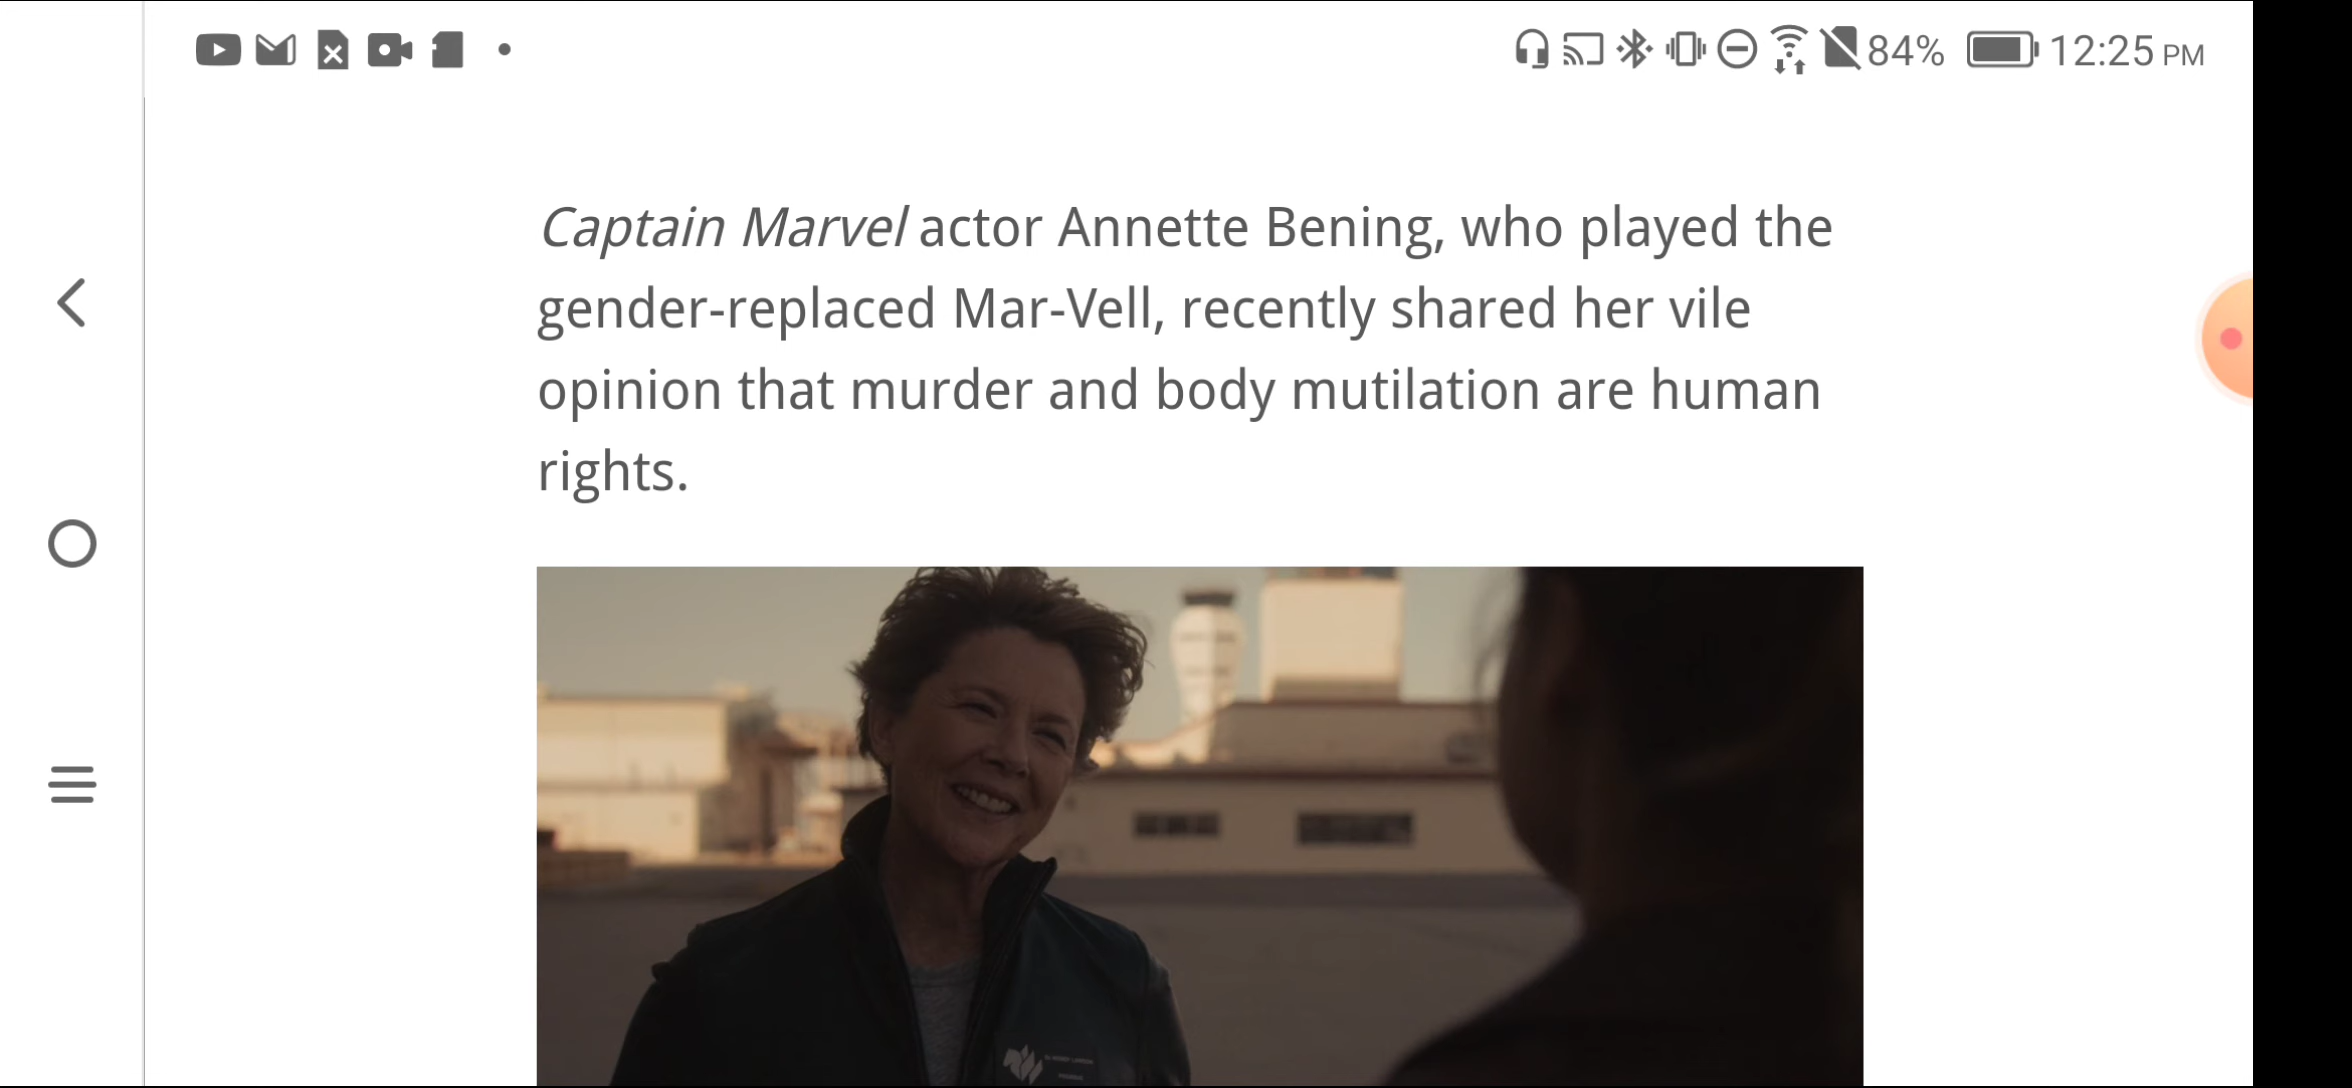 84% 12:25 PM
Captain Marvel actor Annette Bening, who played the
gender-replaced Mar-Vell, recently shared her vile
opinion that murder and body mutilation are human
rights.